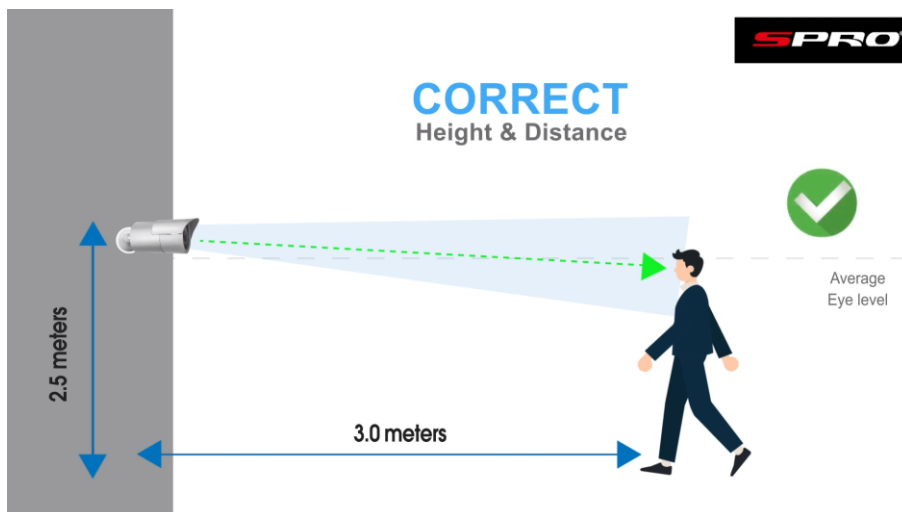 SPRO
CORRECT
Height & Distance
Average
Eye level
2.5 meters
3.0 meters